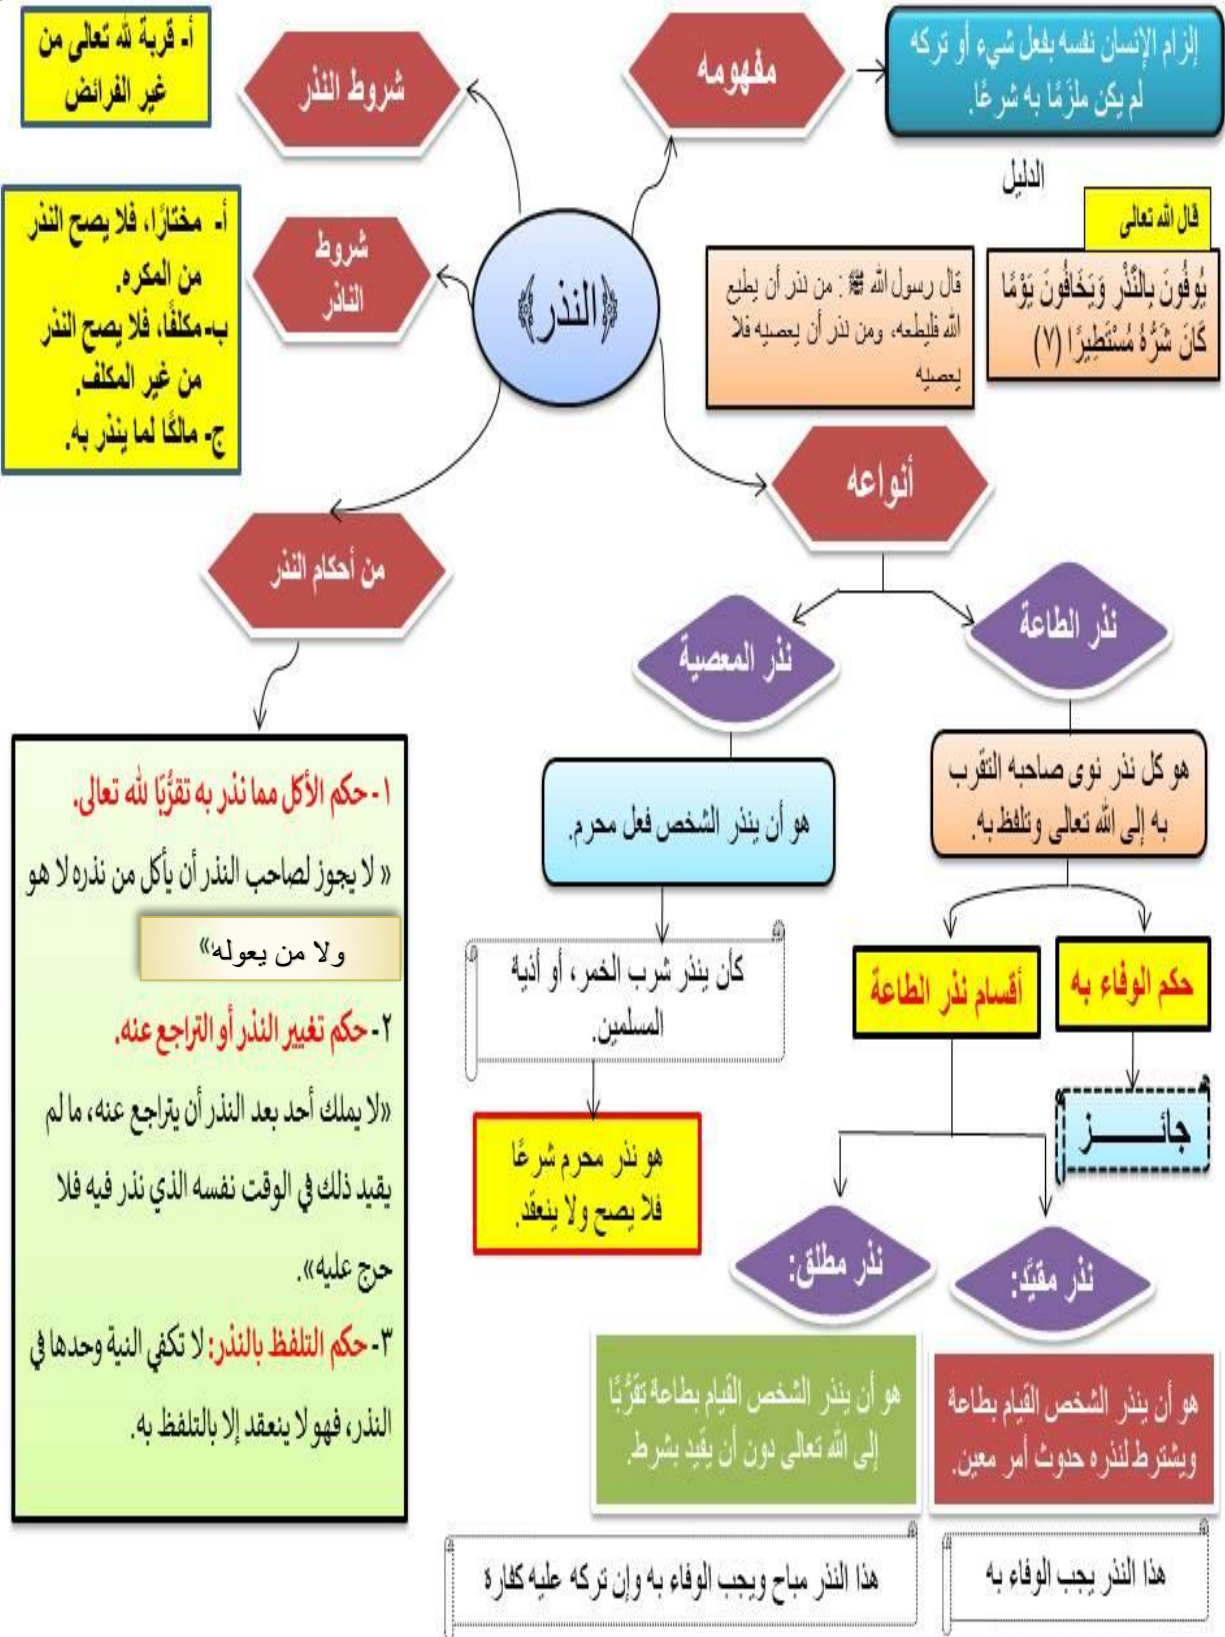 ﴿النذر﴾
مفهومه
إلزام الإنسان نفسه بفعل شيء أو تركه
لم يكن ملزمًا به شرعًا.
الدليل
قال الله تعالى
يُوفُونَ بِالنَّذْرِ وَيَخَافُونَ يَوْمًا
كَانَ شَرُّهُ مُسْتَطِيرًا (٧)
قال رسول الله ﷺ : من نذر أن يطيع
الله فليطعه، ومن نذر أن يعصيه فلا
يعصيه
شروط النذر
أ- قربة لله تعالى من
غير الفرائض
شروط
الناذر
أ- مختارًا، فلا يصح النذر
من المكره.
ب- مكلفًا، فلا يصح النذر
من غير المكلف.
ج- مالكًا لما ينذر به.
أنواعه
نذر الطاعة
هو كل نذر نوى صاحبه التقرب
به إلى الله تعالى وتلفظ به.
حكم الوفاء به
جائـــــــز
أقسام نذر الطاعة
نذر مقيَّد:
هو أن ينذر الشخص القيام بطاعة
ويشترط لنذره حدوث أمر معين.
هذا النذر يجب الوفاء به
نذر مطلق:
هو أن ينذر الشخص القيام بطاعة تقرُّبًا
إلى الله تعالى دون أن يقيد بشرط.
هذا النذر مباح ويجب الوفاء به وإن تركه عليه كفارة
نذر المعصية
هو أن ينذر الشخص فعل محرم.
كأن ينذر شرب الخمر، أو أذية
المسلمين.
هو نذر محرم شرعًا
فلا يصح ولا ينعقد.
من أحكام النذر
١- حكم الأكل مما نذر به تقرُّبًا لله تعالى.
« لا يجوز لصاحب النذر أن يأكل من نذره لا هو
ولا من يعوله»
٢- حكم تغيير النذر أو التراجع عنه.
«لا يملك أحد بعد النذر أن يتراجع عنه، ما لم
يقيد ذلك في الوقت نفسه الذي نذر فيه فلا
حرج عليه».
٣- حكم التلفظ بالنذر: لا تكفي النية وحدها في
النذر، فهو لا ينعقد إلا بالتلفظ به.